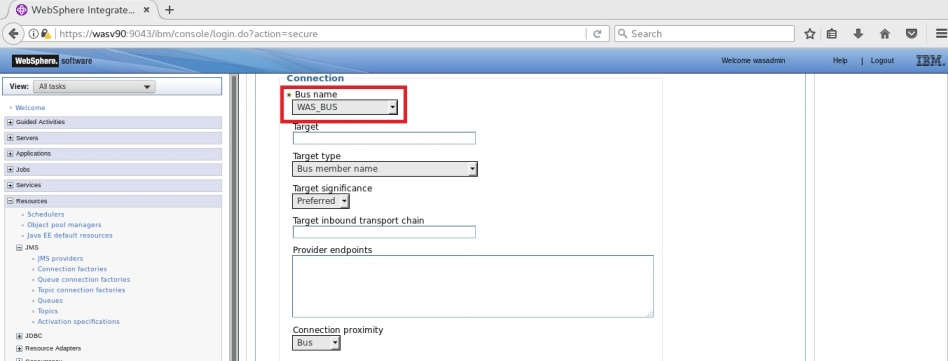 WebSphere Integrate...
https://wasv90:9043/ibm/console/login.do?action=secure
Search
WebSphere. software
Welcome wasadmin
Help | Logout
IBM.
View: All tasks
Welcome
Guided Activities
Servers
Applications
Jobs
Services
Resources
Schedulers
Object pool managers
Java EE default resources
JMS
JMS providers
Connection factories
Queue connection factories
Topic connection factories
Queues
Topics
Activation specifications
JDBC
Resource Adapters
Connection
* Bus name
WAS_BUS
Target
Target type
Bus member name
Target significance
Preferred
Target inbound transport chain
Provider endpoints
Connection proximity
Bus